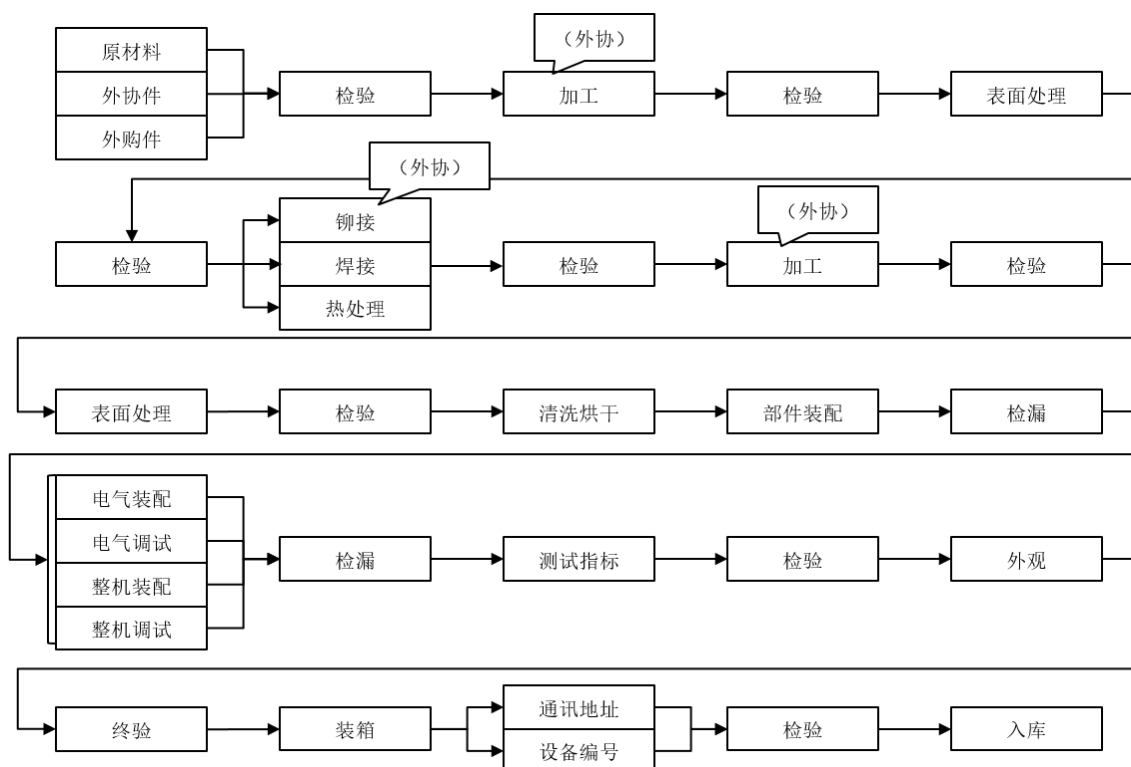 （外协）
原材料
外协件
外购件
检验
加工
检验
表面处理
（外协）
（外协）
检验
铆接
焊接
热处理
检验
加工
检验
表面处理
检验
清洗烘干
部件装配
检漏
电气装配
电气调试
整机装配
整机调试
检漏
测试指标
检验
外观
终验
装箱
通讯地址
设备编号
检验
入库